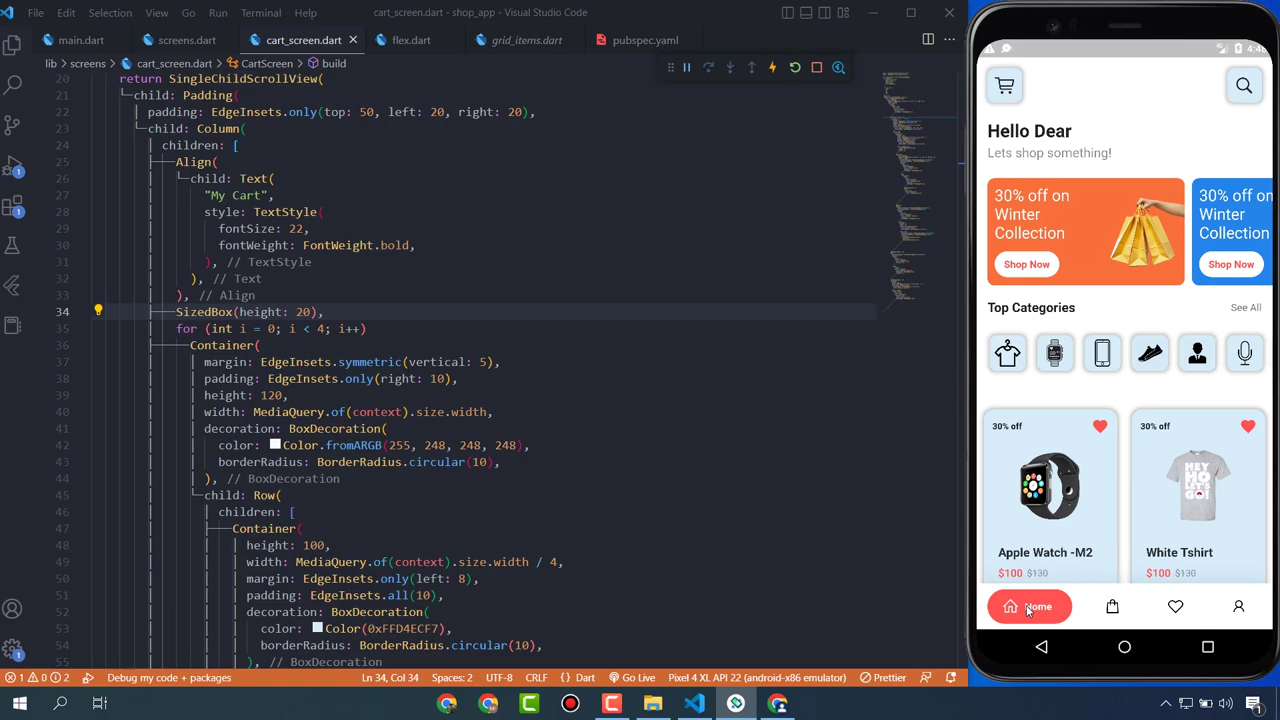 File Edit View Run Terminal Help cart_screen.dart - shop_app - Visual Studio Code
main.dart screens.dart cart_screen.dart flex.dart grid_items.dart pubspec.yaml
lib > screens > cart_screen.dart > CartScreen > build
20 return SingleChildScrollView(
21 child: Padding(
22 padding: EdgeInsets.only(top: 50, left: 20, right: 20),
23 child: Column(
24 children: [
25 Align(
26 child: Text(
27 "My Cart",
28 style: TextStyle(
29 fontSize: 22,
30 fontWeight: FontWeight.bold,
31 ), // TextStyle
32 ), // Text
33 ), // Align
34 SizedBox(height: 20),
35 for (int i = 0; i < 4; i++)
36 Container(
37 margin: EdgeInsets.symmetric(vertical: 5),
38 padding: EdgeInsets.only(right: 10),
39 height: 120,
40 width: MediaQuery.of(context).size.width,
41 decoration: BoxDecoration(
42 color: Color.fromARGB(255, 248, 248, 248),
43 borderRadius: BorderRadius.circular(10),
44 ), // BoxDecoration
45 child: Row(
46 children: [
47 Container(
48 height: 100,
49 width: MediaQuery.of(context).size.width / 4,
50 margin: EdgeInsets.only(left: 8),
51 padding: EdgeInsets.all(10),
52 decoration: BoxDecoration(
53 color: Color(0xFFD4ECF7),
54 borderRadius: BorderRadius.circular(10),
55 ), // BoxDecoration
1 0 2 Debug my code + packages Ln 34, Col 34 Spaces: 2 UTF-8 CRLF {} Dart Go Live Pixel 4 XL API 22 (android-x86 emulator) Prettier
Hello Dear
Lets shop something!
30% off on
Winter
Collection
Shop Now
30% off on
Winter
Collection
Shop Now
Top Categories See All
30% off 30% off
HEY
HO
LET'S
GO!
Apple Watch -M2 White Tshirt
$100 $130 $100 $130
Home